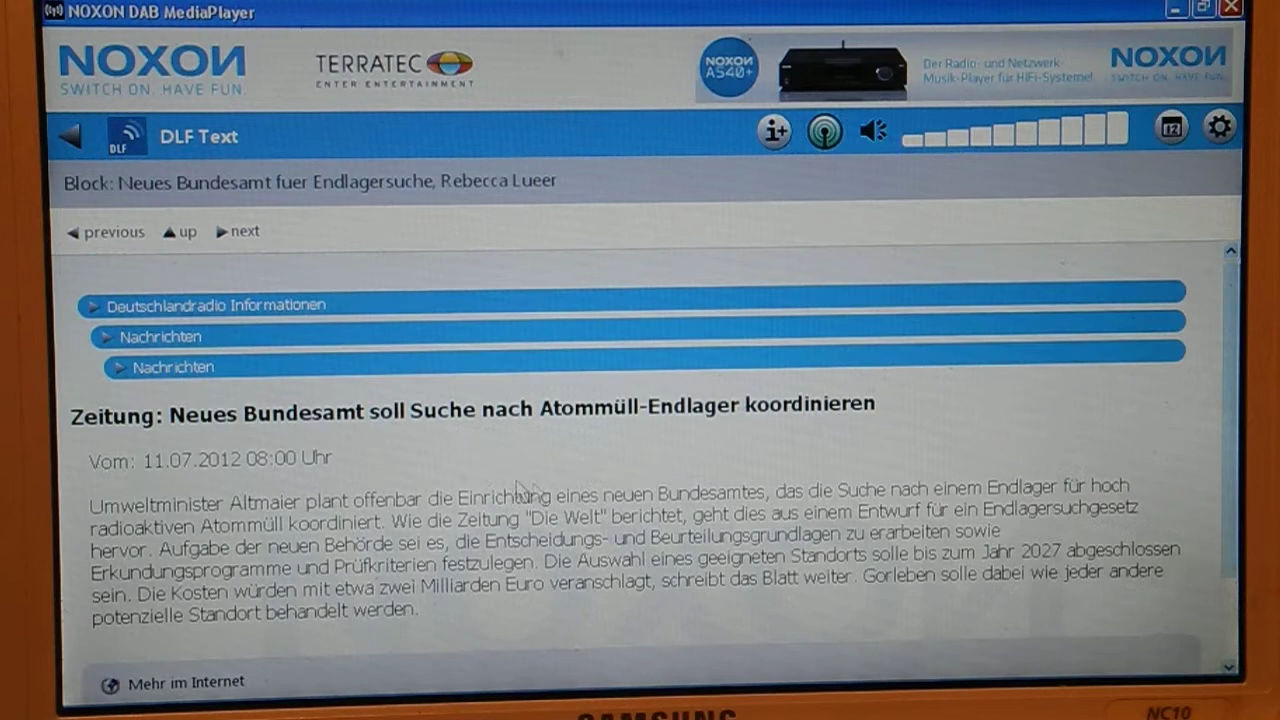 NOXON DAB MediaPlayer
NOXON
SWITCH ON. HAVE FUN.
TERRATEC
ENTER ENTERTAINMENT
NOXON
A540+
Der Radio- und Netzwerk-
Musik-Player für HiFi-Systeme!
NOXON
SWITCH ON. HAVE FUN.
DLF
DLF Text
i+
12
Block: Neues Bundesamt fuer Endlagersuche, Rebecca Lueer
previous up next
Deutschlandradio Informationen
Nachrichten
Nachrichten
Zeitung: Neues Bundesamt soll Suche nach Atommüll-Endlager koordinieren
Vom: 11.07.2012 08:00 Uhr
Umweltminister Altmaier plant offenbar die Einrichtung eines neuen Bundesamtes, das die Suche nach einem Endlager für hoch
radioaktiven Atommüll koordiniert. Wie die Zeitung "Die Welt" berichtet, geht dies aus einem Entwurf für ein Endlagersuchgesetz
hervor. Aufgabe der neuen Behörde sei es, die Entscheidungs- und Beurteilungsgrundlagen zu erarbeiten sowie
Erkundungsprogramme und Prüfkriterien festzulegen. Die Auswahl eines geeigneten Standorts solle bis zum Jahr 2027 abgeschlossen
sein. Die Kosten würden mit etwa zwei Milliarden Euro veranschlagt, schreibt das Blatt weiter. Gorleben solle dabei wie jeder andere
potenzielle Standort behandelt werden.
Mehr im Internet
SAMSUNG
NC10